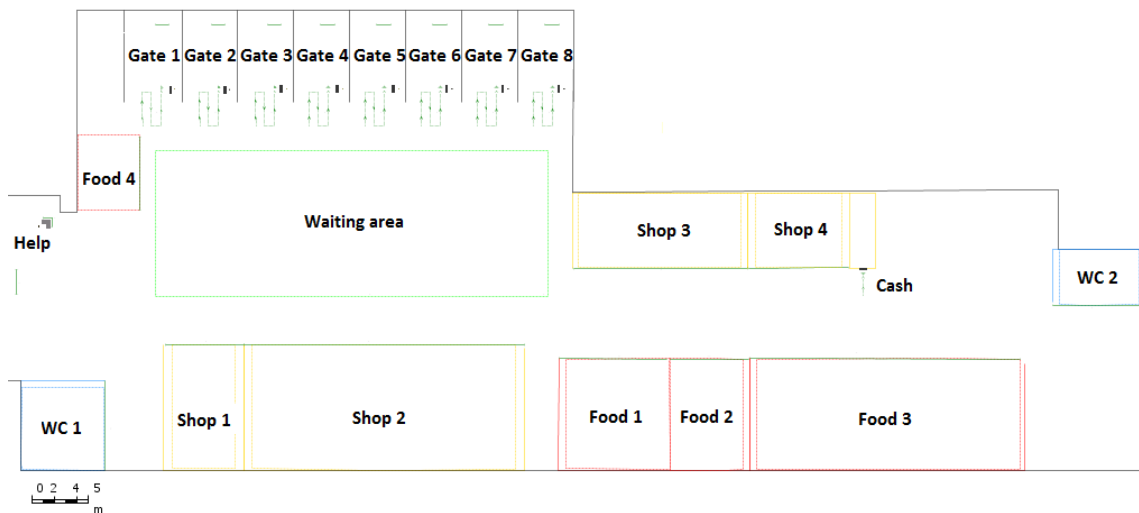 Gate 1 Gate 2 Gate 3 Gate 4 Gate 5 Gate 6 Gate 7 Gate 8
Food 4
Waiting area
Shop 3 Shop 4
Help
WC 2
Cash
Shop 1 Shop 2 Food 1 Food 2 Food 3
WC 1
0 2 4 5
m